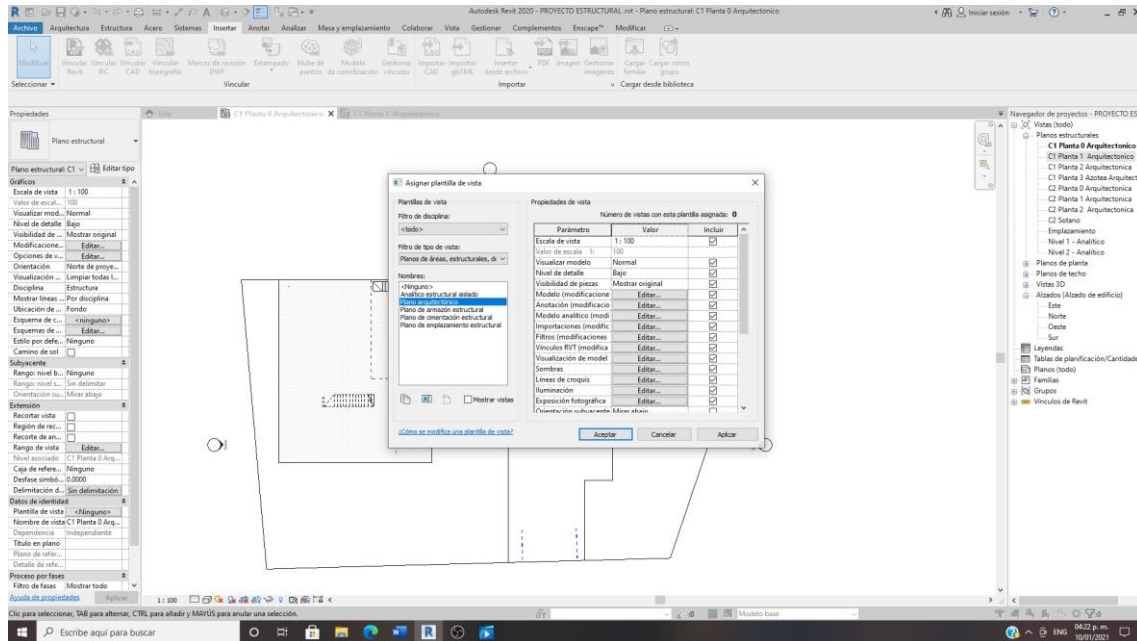 Autodesk Revit 2020 - PROYECTO ESTRUCTURAL .rvt - Plano estructural: C1 Planta 0 Arquitectonico
Iniciar sesión
Archivo Arquitectura Estructura Acero Sistemas Insertar Anotar Analizar Masa y emplazamiento Colaborar Vista Gestionar Complementos Enscape™ Modificar
Modificar
Vincular Revit
Vincular IFC
Vincular CAD
Vincular topografía
Marcas de revisión DWF
Estampado
Nube de puntos
Modelo de coordinación
Gestionar vínculos
Importar CAD
Importar gbXML
Insertar desde archivo
PDF
Imagen
Gestionar imágenes
Cargar familia
Cargar como grupo
Seleccionar
Vincular
Importar
Cargar desde biblioteca
Propiedades
Este
C1 Planta 0 Arquitectonico
C1 Planta 1 Arquitectonico
Plano estructural
Plano estructural: C1
Editar tipo
Gráficos
Escala de vista 1 : 100
Valor de escal... 100
Visualizar mod... Normal
Nivel de detalle Bajo
Visibilidad de ... Mostrar original
Modificacione... Editar...
Opciones de v... Editar...
Orientación Norte de proye...
Visualización ... Limpiar todas l...
Disciplina Estructura
Mostrar líneas ... Por disciplina
Ubicación de ... Fondo
Esquema de c... <ninguno>
Esquemas de ... Editar...
Estilo por defe... Ninguno
Camino de sol
Subyacente
Rango: nivel b... Ninguno
Rango: nivel s... Sin delimitar
Orientación su... Mirar abajo
Extensión
Recortar vista
Región de rec...
Recorte de an...
Rango de vista Editar...
Nivel asociado C1 Planta 0 Arq...
Caja de refere... Ninguno
Desfase simbó... 0.0000
Delimitación d... Sin delimitación
Datos de identidad
Plantilla de vista <Ninguno>
Nombre de vista C1 Planta 0 Arq...
Dependencia Independiente
Título en plano
Plano de refer...
Detalle de refe...
Proceso por fases
Filtro de fases Mostrar todo
Ayuda de propiedades Aplicar
Asignar plantilla de vista
Plantillas de vista
Filtro de disciplina:
<todo>
Filtro de tipo de vista:
Planos de áreas, estructurales, de
Nombres:
<Ninguno>
Analítico estructural aislado
Plano arquitectónico
Plano de armazón estructural
Plano de cimentación estructural
Plano de emplazamiento estructural
Mostrar vistas
¿Cómo se modifica una plantilla de vista?
Propiedades de vista
Número de vistas con esta plantilla asignada: 0
Parámetro Valor Incluir
Escala de vista 1 : 100
Valor de escala 1: 100
Visualizar modelo Normal
Nivel de detalle Bajo
Visibilidad de piezas Mostrar original
Modelo (modificacione Editar...
Anotación (modificacio Editar...
Modelo analítico (modi Editar...
Importaciones (modific Editar...
Filtros (modificaciones Editar...
Vínculos RVT (modifica Editar...
Visualización de model Editar...
Sombras Editar...
Líneas de croquis Editar...
Iluminación Editar...
Exposición fotográfica Editar...
Orientación subyacente Mirar abajo
Aceptar Cancelar Aplicar
Navegador de proyectos - PROYECTO ES
Vistas (todo)
Planos estructurales
C1 Planta 0 Arquitectonico
C1 Planta 1 Arquitectonico
C1 Planta 2 Arquitectonica
C1 Planta 3 Azotea Arquitect
C2 Planta 0 Arquitectonica
C2 Planta 1 Arquitectonica
C2 Planta 2 Arquitectonica
C2 Sotano
Emplazamiento
Nivel 1 - Analítico
Nivel 2 - Analítico
Planos de planta
Planos de techo
Vistas 3D
Alzados (Alzado de edificio)
Este
Norte
Oeste
Sur
Leyendas
Tablas de planificación/Cantidade
Planos (todo)
Familias
Grupos
Vínculos de Revit
1 : 100
Clic para seleccionar, TAB para alternar, CTRL para añadir y MAYÚS para anular una selección.
:0
Modelo base
:0
Escribe aquí para buscar
ENG
04:22 p. m.
10/01/2021